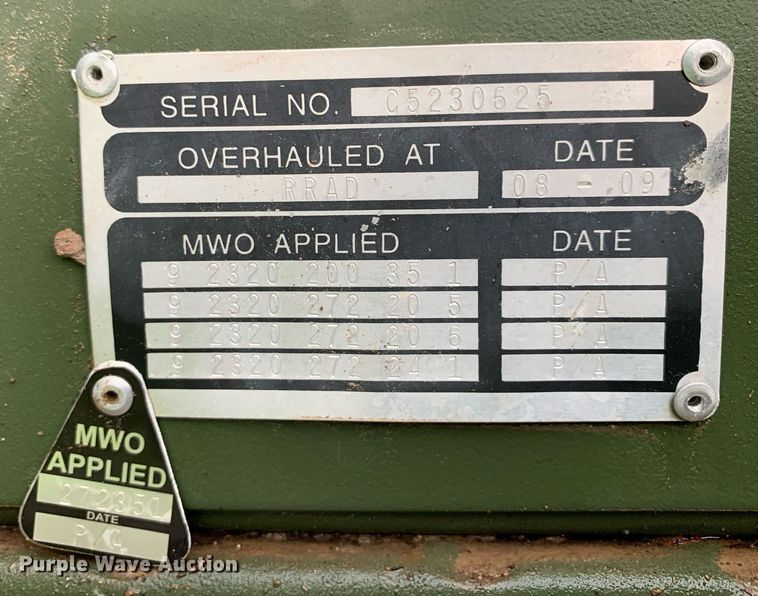 SERIAL NO. C5230625
OVERHAULED AT DATE
RRAD 08 - 09
MWO APPLIED DATE
9 2320 200 35 1 P/A
9 2320 272 20 5 P/A
9 2320 272 20 6 P/A
9 2320 272 24 1 P/A
MWO
APPLIED
272351
DATE
P/A
Purple Wave Auction